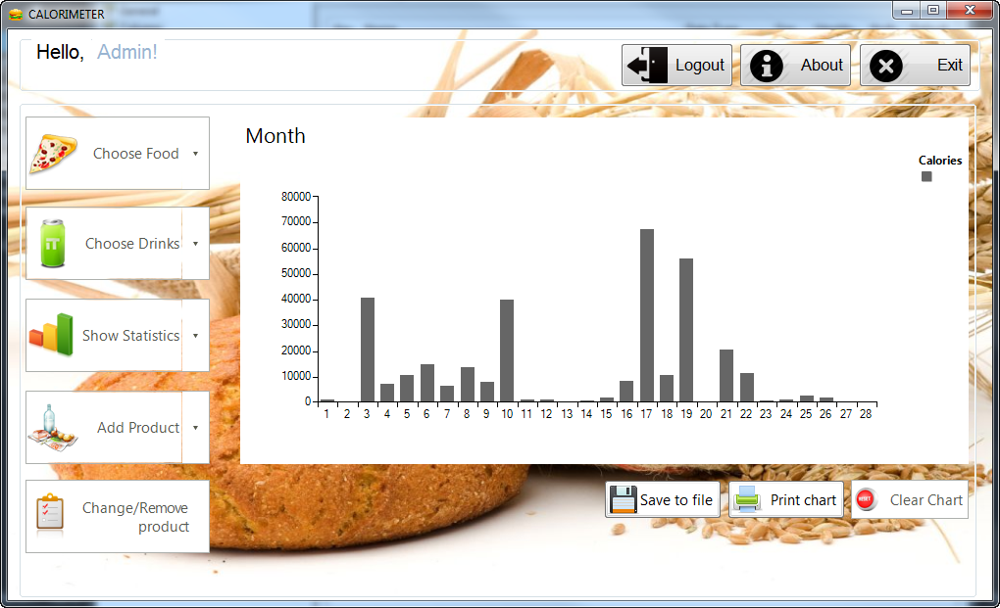 CALORIMETER
Hello, Admin!
Logout
About
Exit
Choose Food
Choose Drinks
iT
Show Statistics
Add Product
Change/Remove
product
Month
Calories
80000
70000
60000
50000
40000
30000
20000
10000
0
1 2 3 4 5 6 7 8 9 10 11 12 13 14 15 16 17 18 19 20 21 22 23 24 25 26 27 28
Save to file
Print chart
Clear Chart